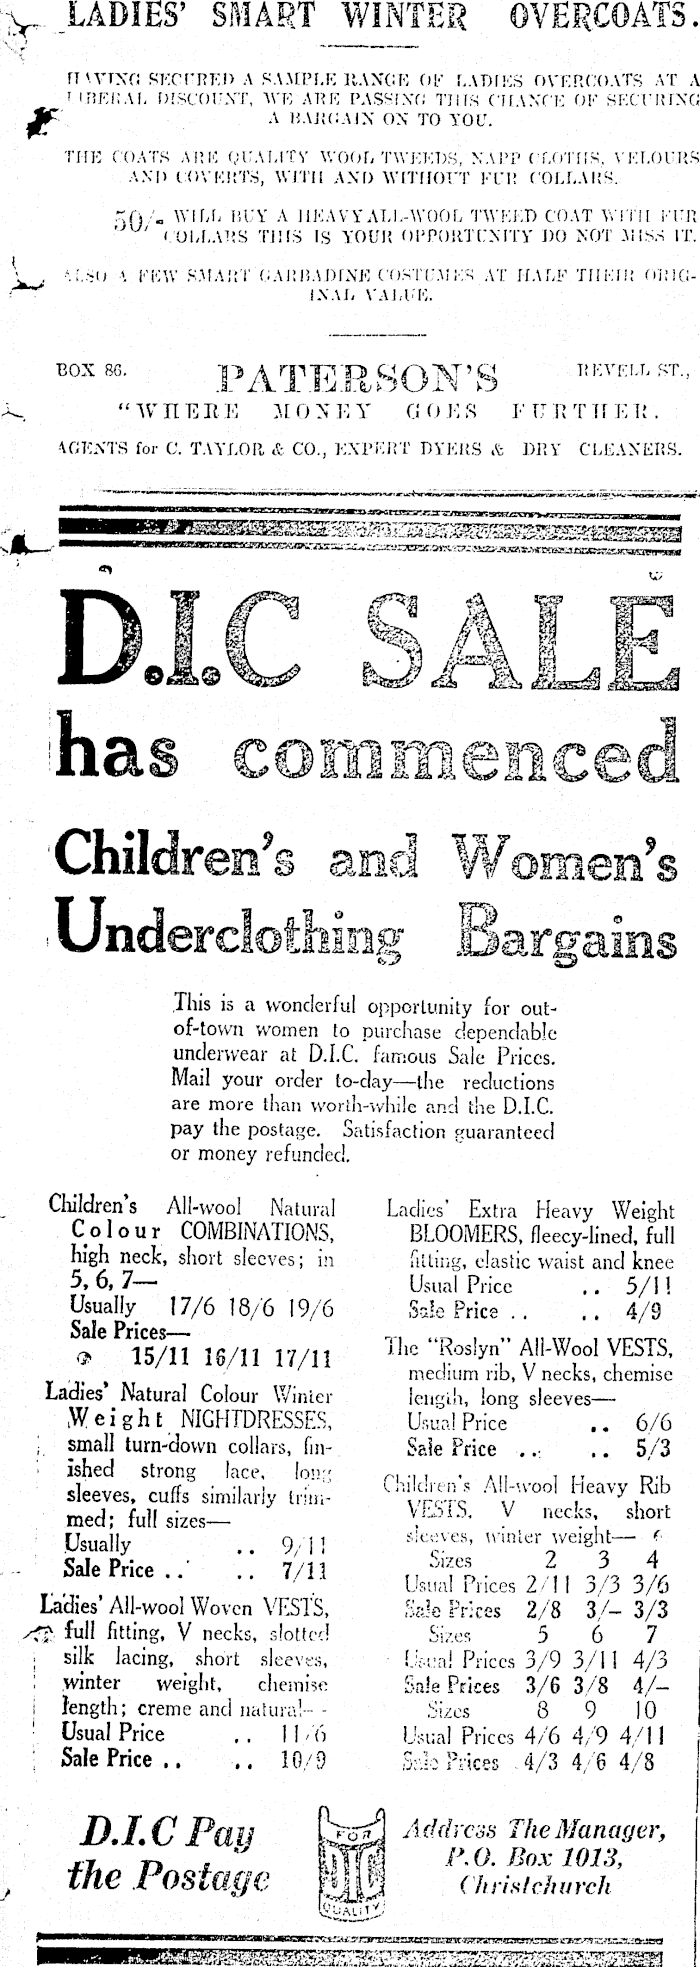 LADIES' SMART WINTER OVERCOATS.
HAVING SECURED A SAMPLE RANGE OF LADIES OVERCOATS AT A
LIBERAL DISCOUNT, WE ARE PASSING THIS CHANCE OF SECURING
A BARGAIN ON TO YOU.
THE COATS ARE QUALITY WOOL TWEEDS, NAPP CLOTHS, VELOURS
AND COVERTS, WITH AND WITHOUT FUR COLLARS.
50/- WILL BUY A HEAVY ALL-WOOL TWEED COAT WITH FUR
COLLARS THIS IS YOUR OPPORTUNITY DO NOT MISS IT.
ALSO A FEW SMART GARBADINE COSTUMES AT HALF THEIR ORIG-
INAL VALUE.
BOX 86. PATERSON'S REVELL ST.,
"WHERE MONEY GOES FURTHER.
AGENTS for C. TAYLOR & CO., EXPERT DYERS & DRY CLEANERS.
D.I.C SALE
has commenced
Children's and Women's
Underclothing Bargains
This is a wonderful opportunity for out-
of-town women to purchase dependable
underwear at D.I.C. famous Sale Prices.
Mail your order to-day—the reductions
are more than worth-while and the D.I.C.
pay the postage. Satisfaction guaranteed
or money refunded.
Children's All-wool Natural
Colour COMBINATIONS,
high neck, short sleeves; in
5, 6, 7—
Usually 17/6 18/6 19/6
Sale Prices—
15/11 16/11 17/11
Ladies' Natural Colour Winter
Weight NIGHTDRESSES,
small turn-down collars, fin-
ished strong lace, long
sleeves, cuffs similarly trim-
med; full sizes—
Usually .. 9/11
Sale Price .. .. 7/11
Ladies' All-wool Woven VESTS,
full fitting, V necks, slotted
silk lacing, short sleeves,
winter weight, chemise
length; creme and natural—
Usual Price .. 11/6
Sale Price .. .. 10/9
Ladies' Extra Heavy Weight
BLOOMERS, fleecy-lined, full
fitting, elastic waist and knee
Usual Price .. 5/11
Sale Price .. .. 4/9
The "Roslyn" All-Wool VESTS,
medium rib, V necks, chemise
length, long sleeves—
Usual Price .. 6/6
Sale Price .. .. 5/3
Children's All-wool Heavy Rib
VESTS, V necks, short
sleeves, winter weight—
Sizes 2 3 4
Usual Prices 2/11 3/3 3/6
Sale Prices 2/8 3/- 3/3
Sizes 5 6 7
Usual Prices 3/9 3/11 4/3
Sale Prices 3/6 3/8 4/-
Sizes 8 9 10
Usual Prices 4/6 4/9 4/11
Sale Prices 4/3 4/6 4/8
D.I.C Pay
the Postage
FOR
DIC
QUALITY
Address The Manager,
P.O. Box 1013,
Christchurch